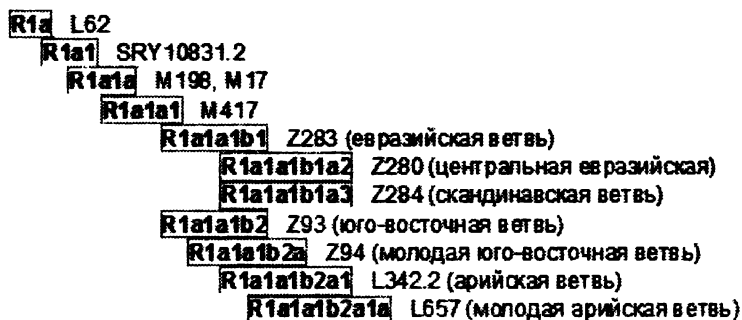 R1a L62
R1a1 SRY10831.2
R1a1a M198, M17
R1a1a1 M417
R1a1a1b1 Z283 (евразийская ветвь)
R1a1a1b1a2 Z280 (центральная евразийская)
R1a1a1b1a3 Z284 (скандинавская ветвь)
R1a1a1b2 Z93 (юго-восточная ветвь)
R1a1a1b2a Z94 (молодая юго-восточная ветвь)
R1a1a1b2a1 L342.2 (арийская ветвь)
R1a1a1b2a1a L657 (молодая арийская ветвь)